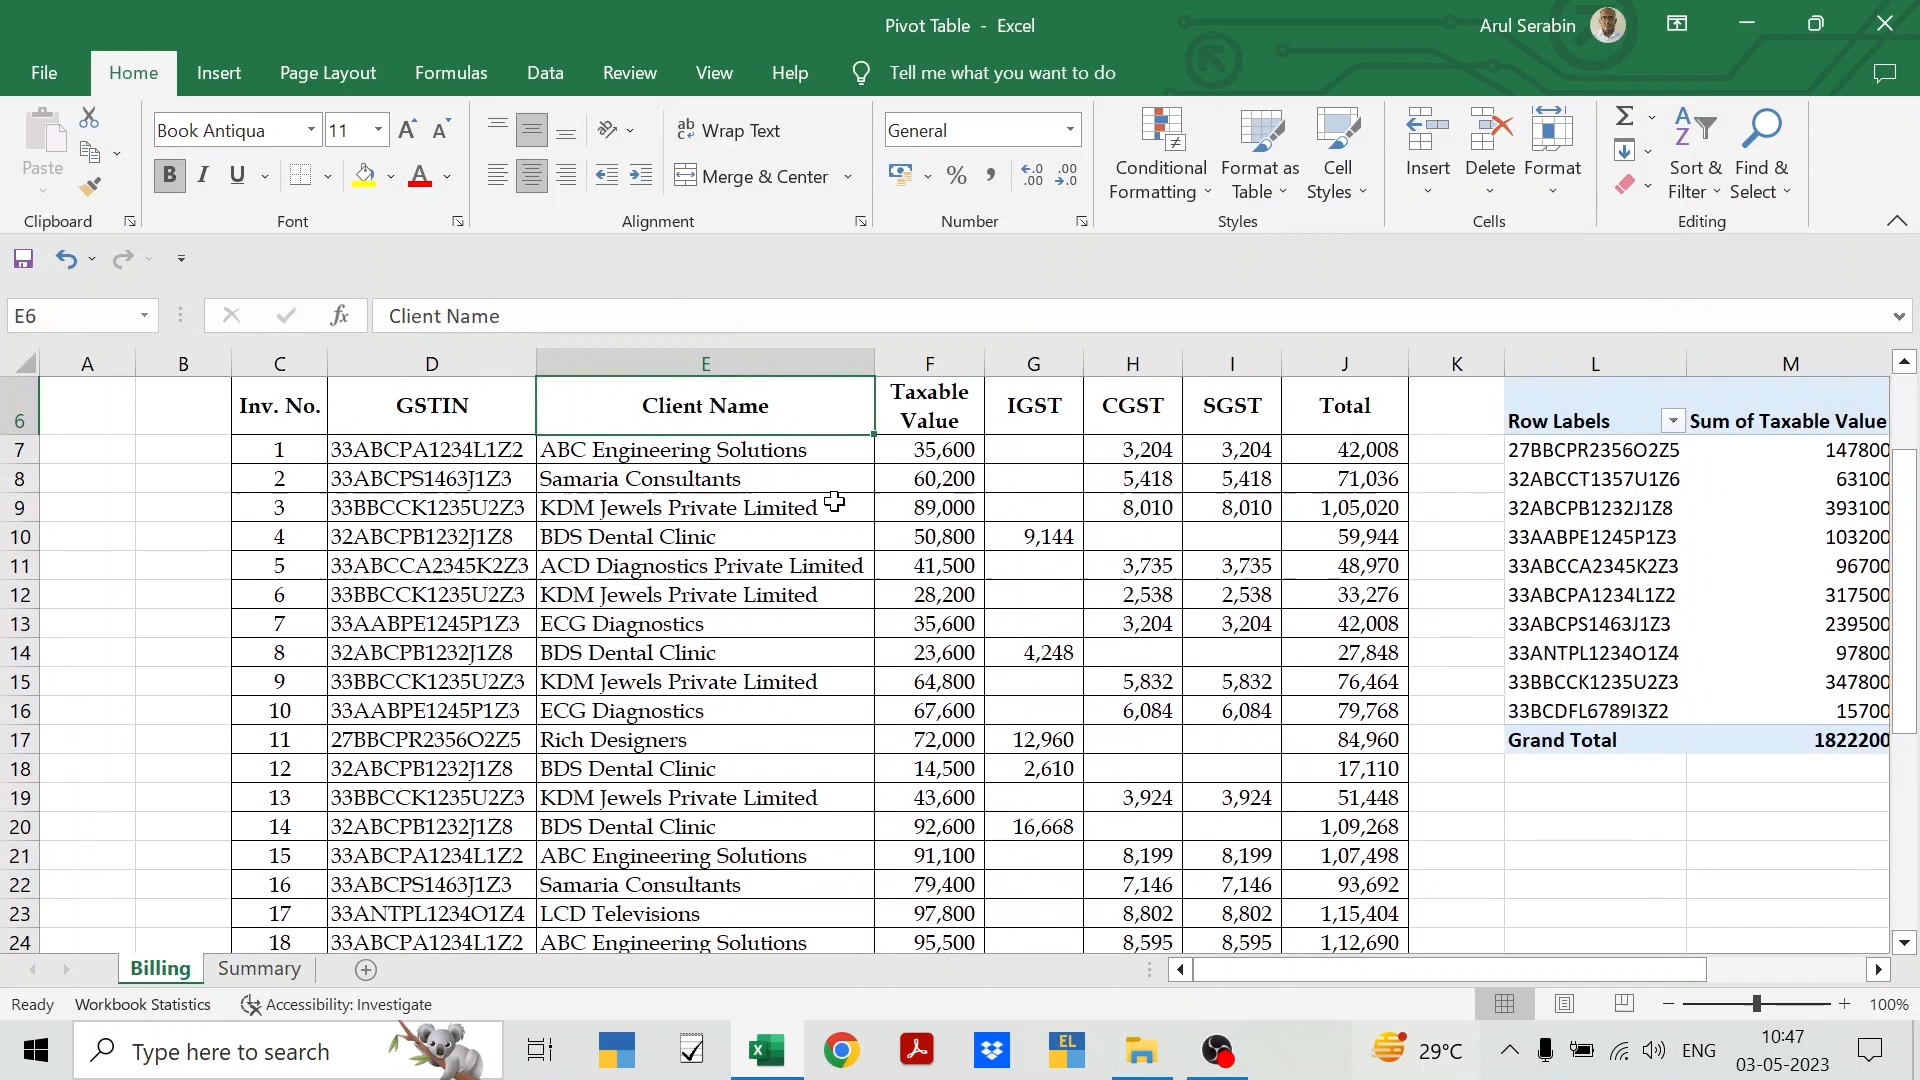 Pivot Table - Excel
Arul Serabin
File Home Insert Page Layout Formulas Data Review View Help Tell me what you want to do
Paste
Clipboard
Book Antiqua 11
B I U
Font
Wrap Text
Merge & Center
Alignment
General
Number
Conditional Formatting
Format as Table
Cell Styles
Styles
Insert
Delete
Format
Cells
Sort & Filter
Find & Select
Editing
E6 fx Client Name
A B C D E F G H I J K L M
6 Inv. No. GSTIN Client Name Taxable Value IGST CGST SGST Total Row Labels Sum of Taxable Value
7 1 33ABCPA1234L1Z2 ABC Engineering Solutions 35,600 3,204 3,204 42,008 27BBCPR2356O2Z5 147800
8 2 33ABCPS1463J1Z3 Samaria Consultants 60,200 5,418 5,418 71,036 32ABCCT1357U1Z6 63100
9 3 33BBCCK1235U2Z3 KDM Jewels Private Limited 89,000 8,010 8,010 1,05,020 32ABCPB1232J1Z8 393100
10 4 32ABCPB1232J1Z8 BDS Dental Clinic 50,800 9,144 59,944 33AABPE1245P1Z3 103200
11 5 33ABCCA2345K2Z3 ACD Diagnostics Private Limited 41,500 3,735 3,735 48,970 33ABCCA2345K2Z3 96700
12 6 33BBCCK1235U2Z3 KDM Jewels Private Limited 28,200 2,538 2,538 33,276 33ABCPA1234L1Z2 317500
13 7 33AABPE1245P1Z3 ECG Diagnostics 35,600 3,204 3,204 42,008 33ABCPS1463J1Z3 239500
14 8 32ABCPB1232J1Z8 BDS Dental Clinic 23,600 4,248 27,848 33ANTPL1234O1Z4 97800
15 9 33BBCCK1235U2Z3 KDM Jewels Private Limited 64,800 5,832 5,832 76,464 33BBCCK1235U2Z3 347800
16 10 33AABPE1245P1Z3 ECG Diagnostics 67,600 6,084 6,084 79,768 33BCDFL6789I3Z2 15700
17 11 27BBCPR2356O2Z5 Rich Designers 72,000 12,960 84,960 Grand Total 1822200
18 12 32ABCPB1232J1Z8 BDS Dental Clinic 14,500 2,610 17,110
19 13 33BBCCK1235U2Z3 KDM Jewels Private Limited 43,600 3,924 3,924 51,448
20 14 32ABCPB1232J1Z8 BDS Dental Clinic 92,600 16,668 1,09,268
21 15 33ABCPA1234L1Z2 ABC Engineering Solutions 91,100 8,199 8,199 1,07,498
22 16 33ABCPS1463J1Z3 Samaria Consultants 79,400 7,146 7,146 93,692
23 17 33ANTPL1234O1Z4 LCD Televisions 97,800 8,802 8,802 1,15,404
24 18 33ABCPA1234L1Z2 ABC Engineering Solutions 95,500 8,595 8,595 1,12,690
Billing Summary
Ready Workbook Statistics Accessibility: Investigate 100%
Type here to search EL 29°C ENG 10:47
03-05-2023